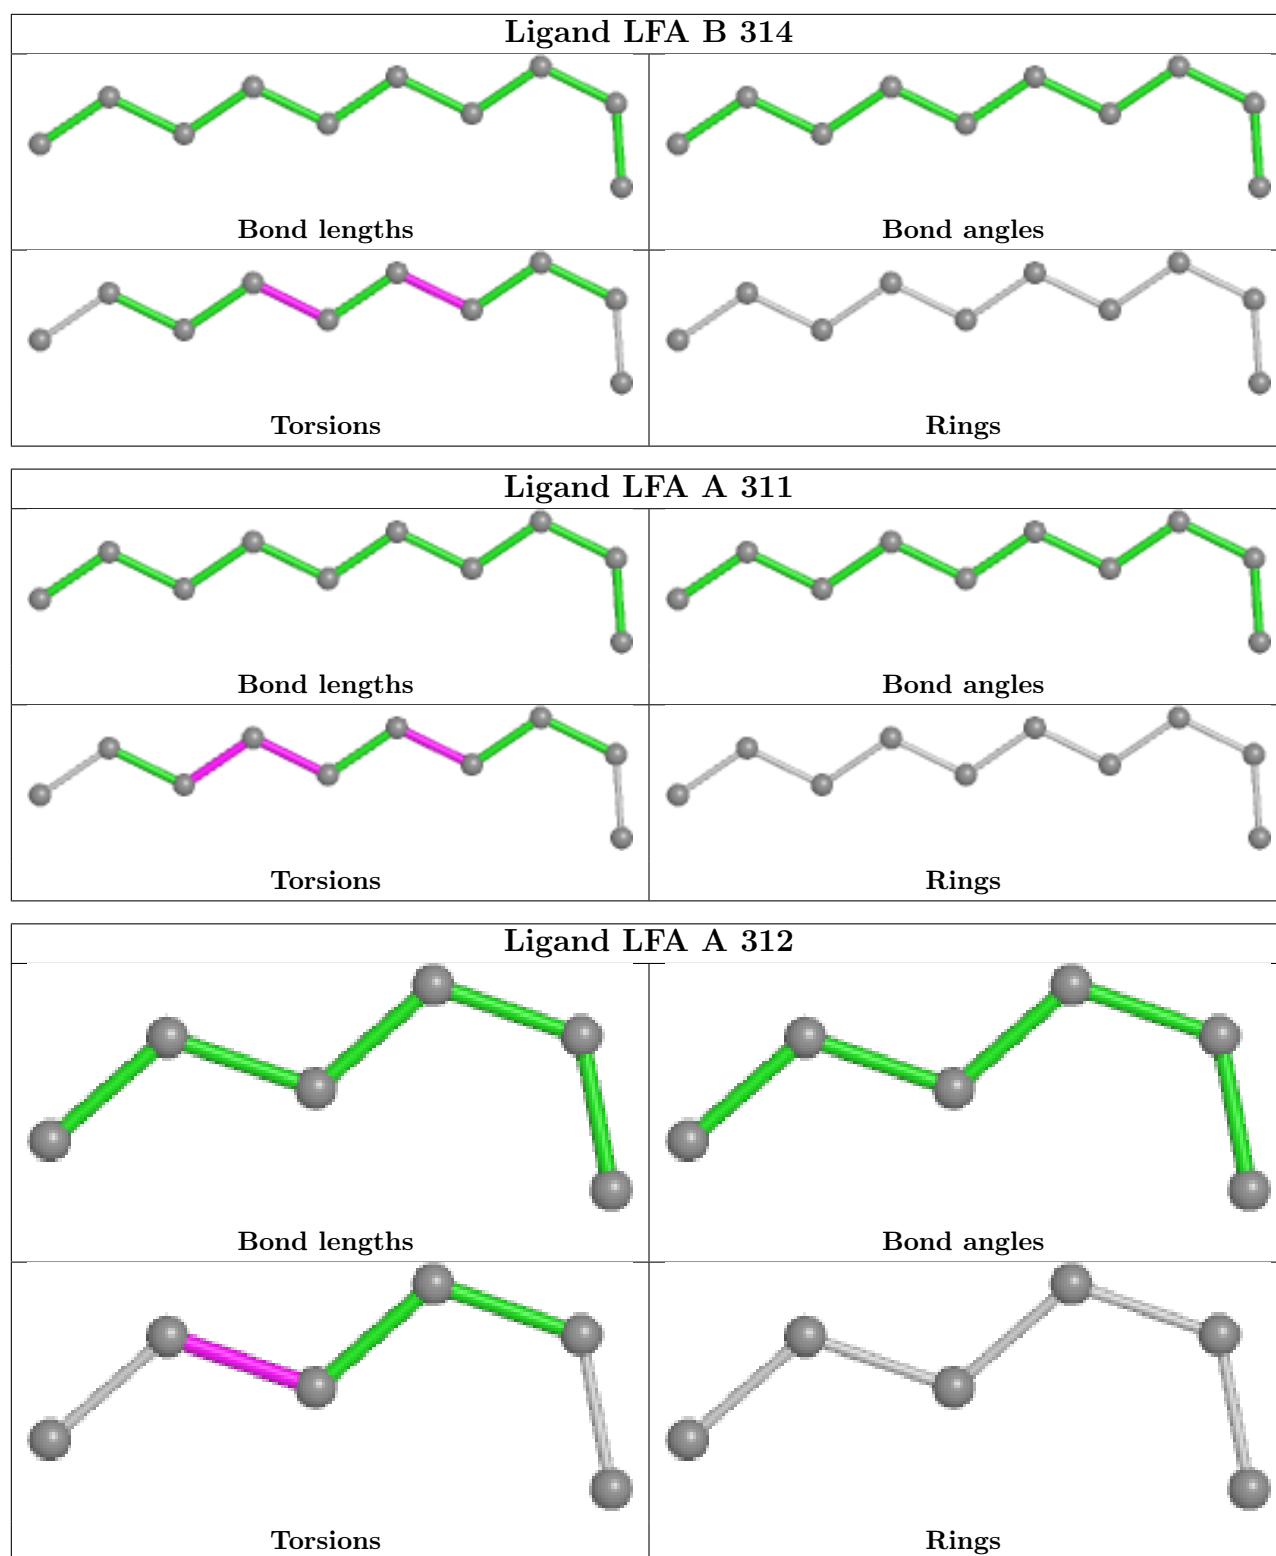 Ligand LFA B 314
Bond lengths
Bond angles
Torsions
Rings
Ligand LFA A 311
Bond lengths
Bond angles
Torsions
Rings
Ligand LFA A 312
Bond lengths
Bond angles
Torsions
Rings